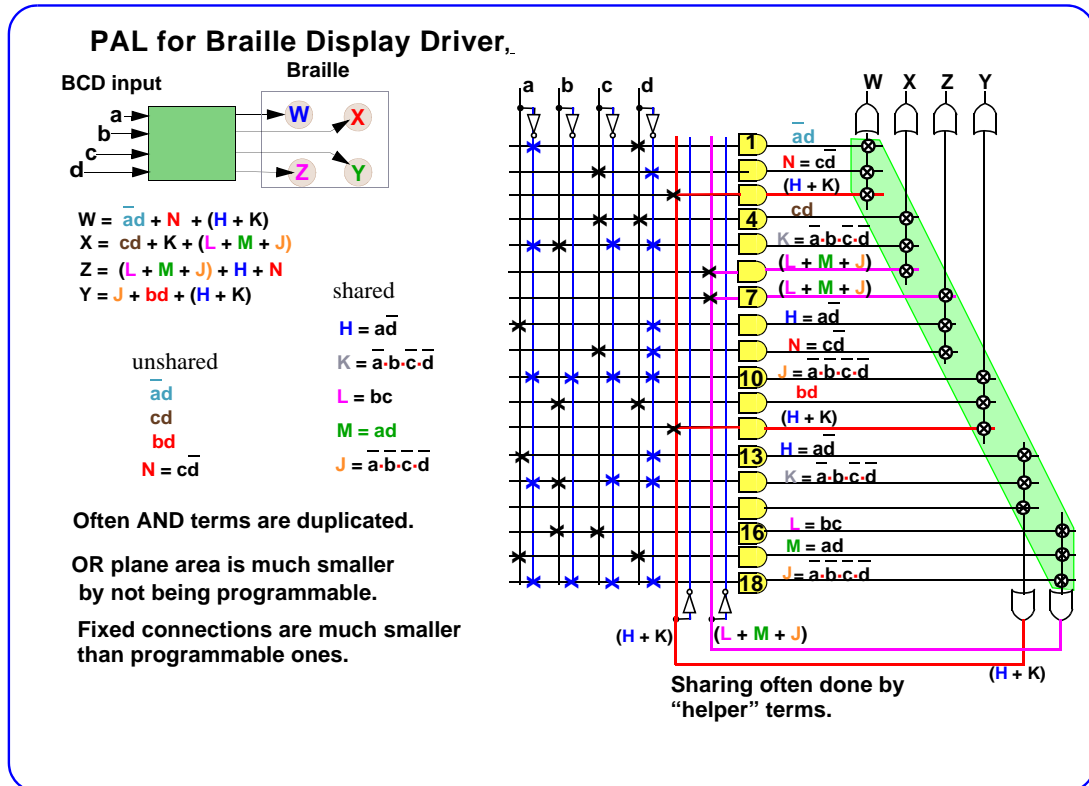 PAL for Braille Display Driver,
BCD input
Braille
a
b
c
d
W
X
Z
Y
W = a̅d + N + (H + K)
X = cd + K + (L + M + J)
Z = (L + M + J) + H + N
Y = J + bd + (H + K)
shared
H = ad̅
K = a̅·b·c̅·d̅
L = bc
M = ad
J = a̅·b̅·c̅·d̅
unshared
a̅d
cd
bd
N = cd̅
Often AND terms are duplicated.
OR plane area is much smaller
by not being programmable.
Fixed connections are much smaller
than programmable ones.
a b c d
W X Z Y
1 a̅d
N = cd̅
(H + K)
4 cd
K = a̅·b·c̅·d̅
(L + M + J)
(L + M + J)
7
H = ad̅
N = cd̅
10 J = a̅·b̅·c̅·d̅
bd
(H + K)
13 H = ad̅
K = a̅·b·c̅·d̅
16 L = bc
M = ad
18 J = a̅·b̅·c̅·d̅
(H + K) (L + M + J)
(H + K)
Sharing often done by
“helper” terms.